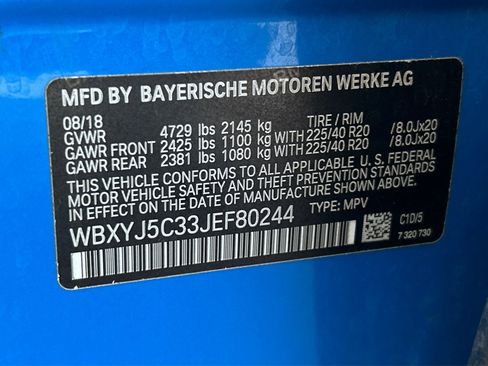 MFD BY BAYERISCHE MOTOREN WERKE AG
08/18 TIRE / RIM
GVWR 4729 lbs 2145 kg
GAWR FRONT 2425 lbs 1100 kg WITH 225/40 R20 /8.0Jx20
GAWR REAR 2381 lbs 1080 kg WITH 225/40 R20 /8.0Jx20
THIS VEHICLE CONFORMS TO ALL APPLICABLE U. S. FEDERAL
MOTOR VEHICLE SAFETY AND THEFT PREVENTION STANDARDS
IN EFFECT ON THE DATE OF MANUFACTURE SHOWN ABOVE.
WBXYJ5C33JEF80244 TYPE: MPV
C1D/5
7 320 730